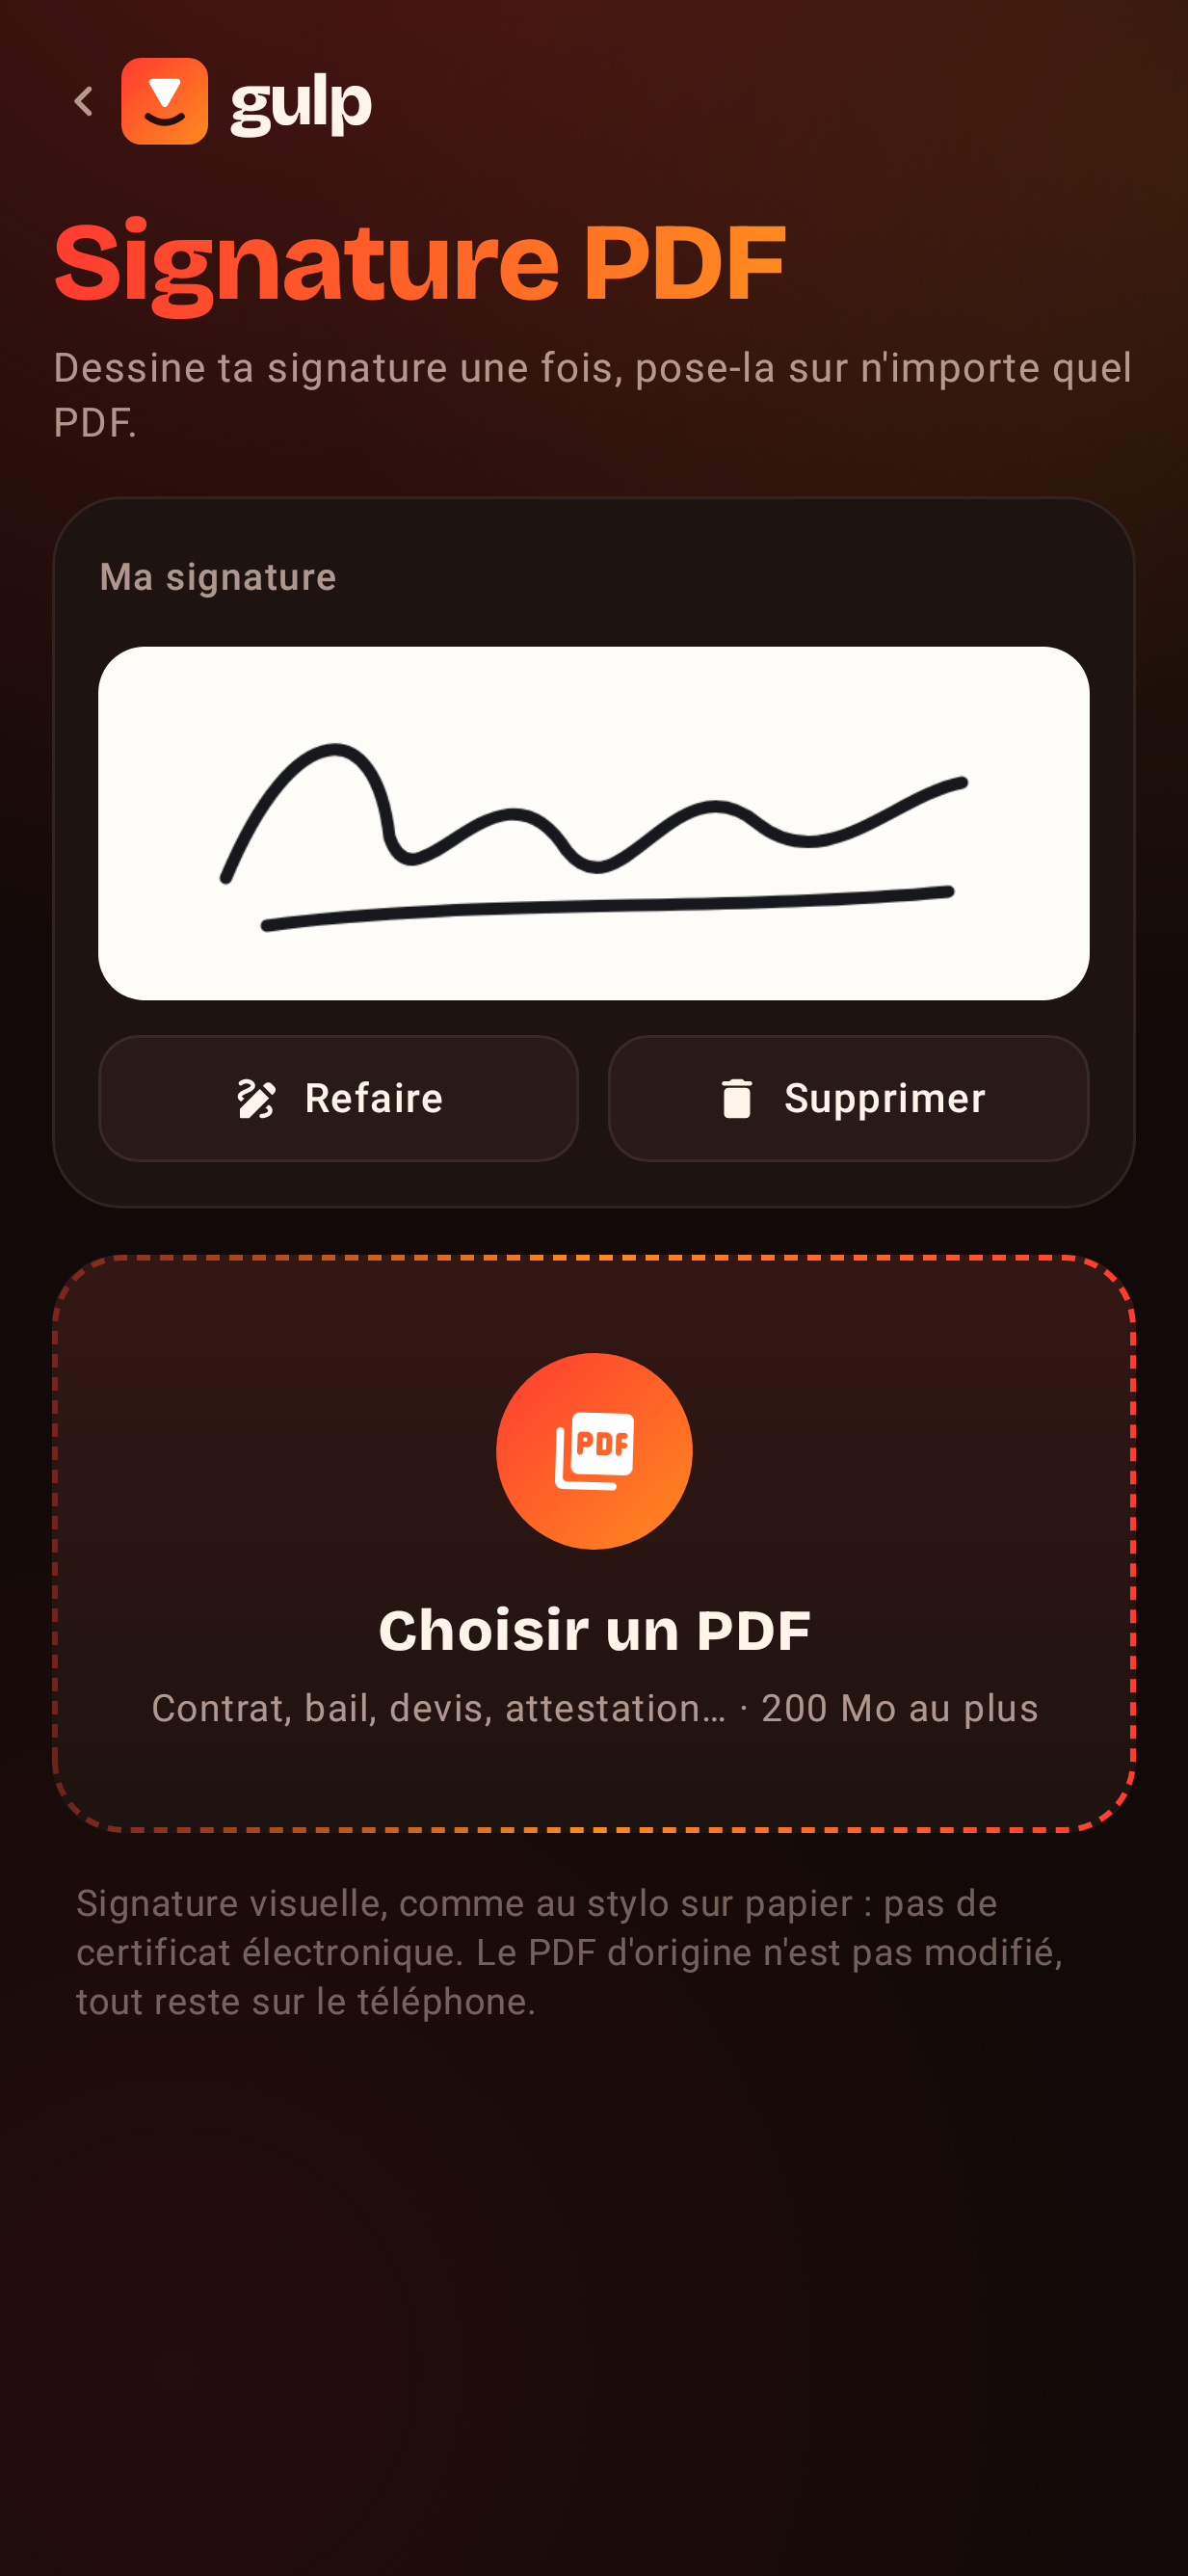 gulp
Signature PDF
Dessine ta signature une fois, pose-la sur n'importe quel
PDF.
Ma signature
Refaire
Supprimer
PDF
Choisir un PDF
Contrat, bail, devis, attestation… · 200 Mo au plus
Signature visuelle, comme au stylo sur papier : pas de
certificat électronique. Le PDF d'origine n'est pas modifié,
tout reste sur le téléphone.